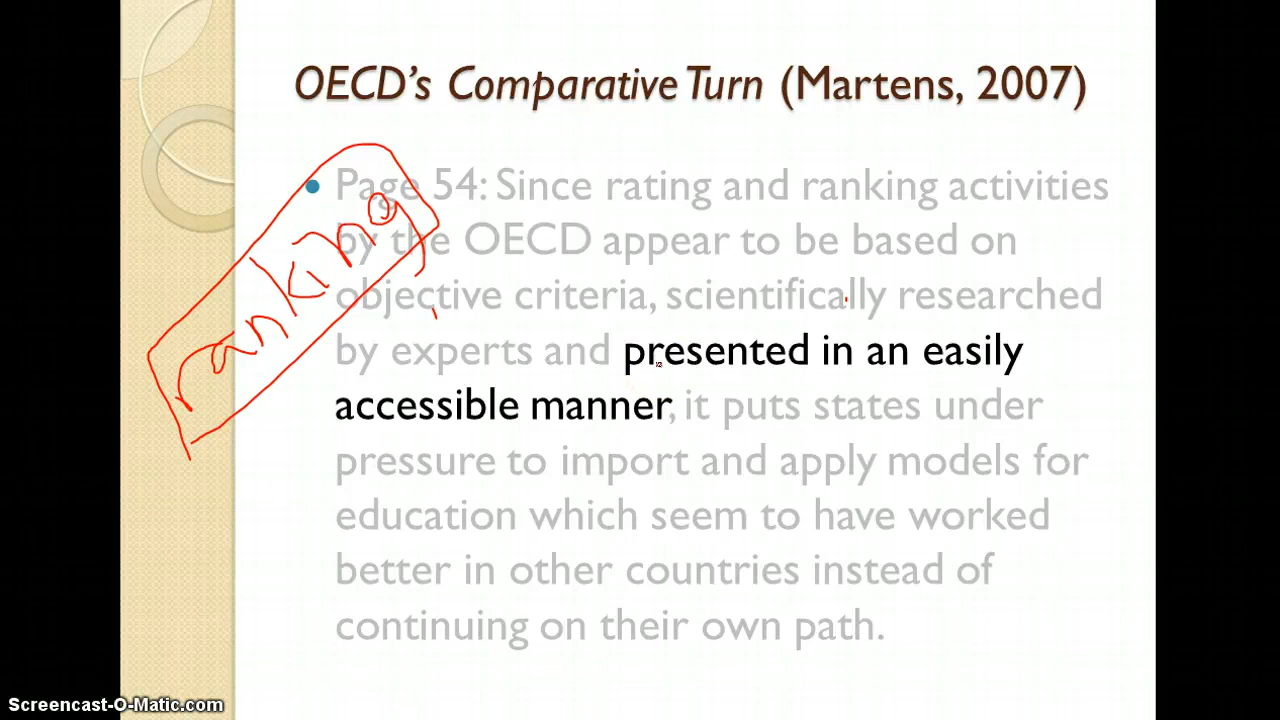 OECD's Comparative Turn (Martens, 2007)
Page 54: Since rating and ranking activities
by the OECD appear to be based on
objective criteria, scientifically researched
by experts and presented in an easily
accessible manner, it puts states under
pressure to import and apply models for
education which seem to have worked
better in other countries instead of
continuing on their own path.
ranking
Screencast-O-Matic.com